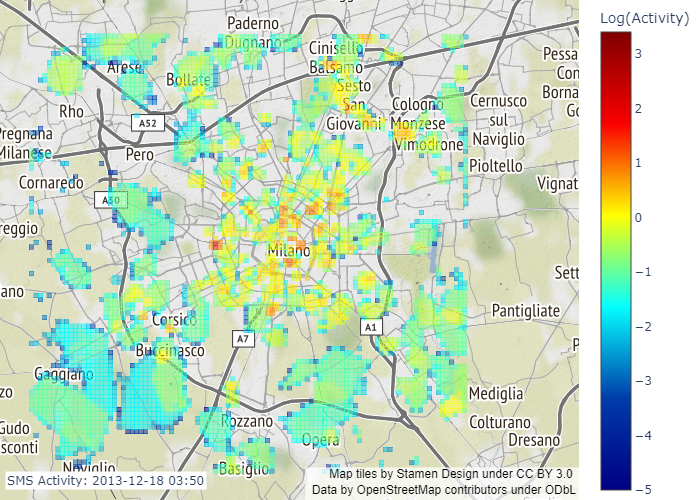 Log(Activity)
3
2
1
0
−1
−2
−3
−4
−5
Paderno
Dugnano
Cinisello
Balsamo
Arese
Bollate
Sesto
San
Giovanni
Cologno
Monzese
Cernusco
sul
Naviglio
Pessa
Con
Borna
Go
Rho
A52
Pregnana
Milanese
Pero
Vimodrone
Pioltello
Cornaredo
A50
Vignat
reggio
Milano
Sett
ano
Pantigliate
Corsico
A7
A1
P
Buccinasco
Gaggiano
zo
Mediglia
Rozzano
Colturano
Gudo
sconti
Opera
Dresano
Noviglio
Basiglio
SMS Activity: 2013-12-18 03:50
Map tiles by Stamen Design under CC BY 3.0
Data by OpenStreetMap contributors under ODbL